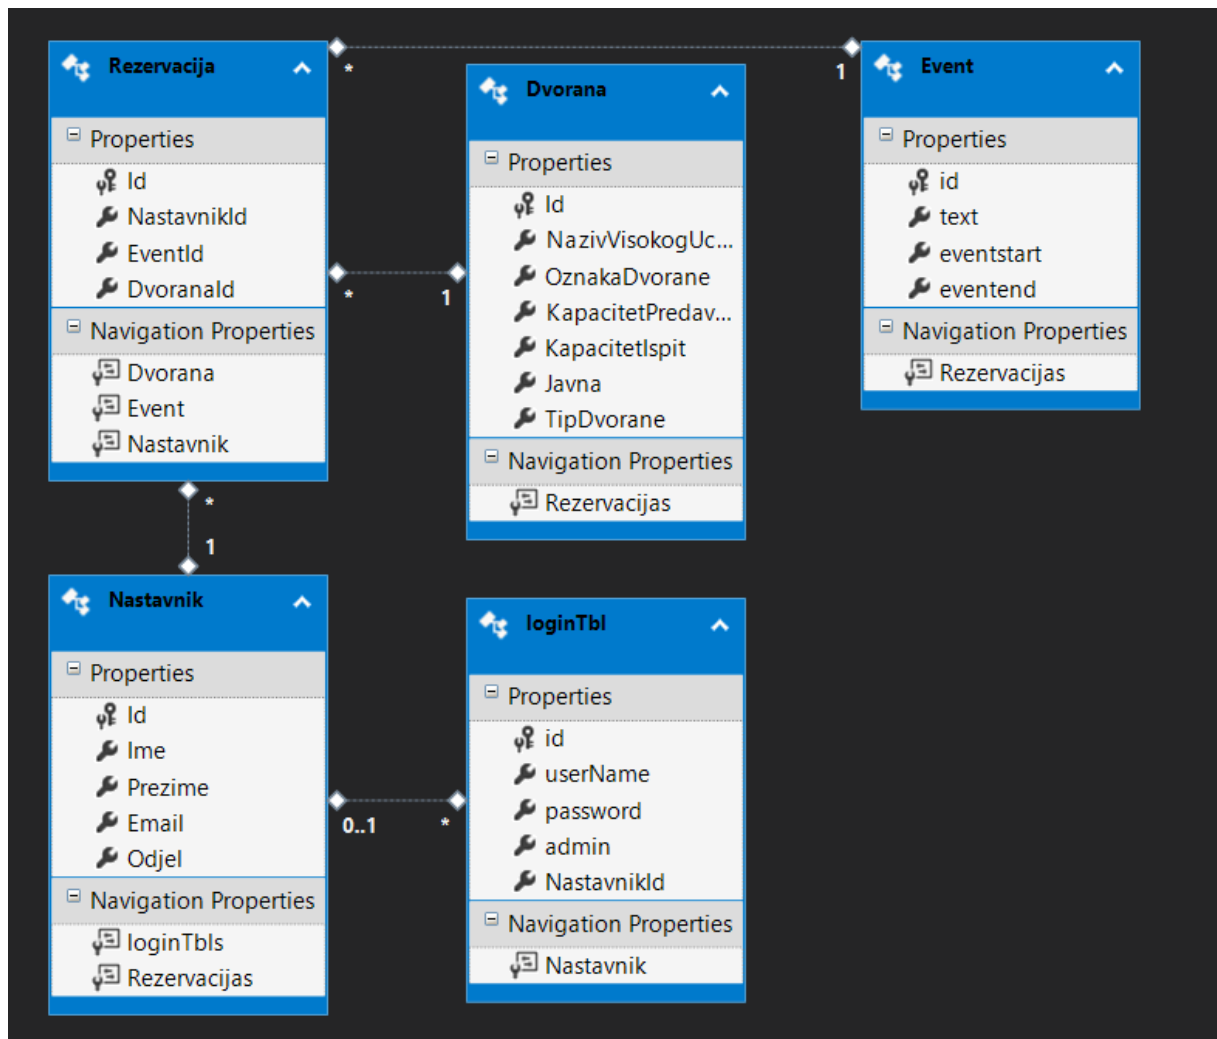 Rezervacija
Properties
Id
NastavnikId
EventId
DvoranaId
Navigation Properties
Dvorana
Event
Nastavnik
*
1
*
1
Dvorana
Properties
Id
NazivVisokogUc...
OznakaDvorane
KapacitetPredav...
KapacitetIspit
Javna
TipDvorane
Navigation Properties
Rezervacijas
Event
Properties
id
text
eventstart
eventend
Navigation Properties
Rezervacijas
*
1
Nastavnik
Properties
Id
Ime
Prezime
Email
Odjel
Navigation Properties
loginTbls
Rezervacijas
0..1
*
loginTbl
Properties
id
userName
password
admin
NastavnikId
Navigation Properties
Nastavnik